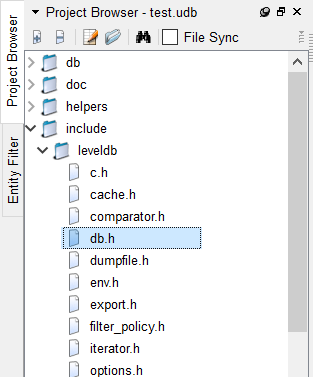 Project Browser - test.udb
File Sync
Project Browser
Entity Filter
db
doc
helpers
include
leveldb
c.h
cache.h
comparator.h
db.h
dumpfile.h
env.h
export.h
filter_policy.h
iterator.h
options.h